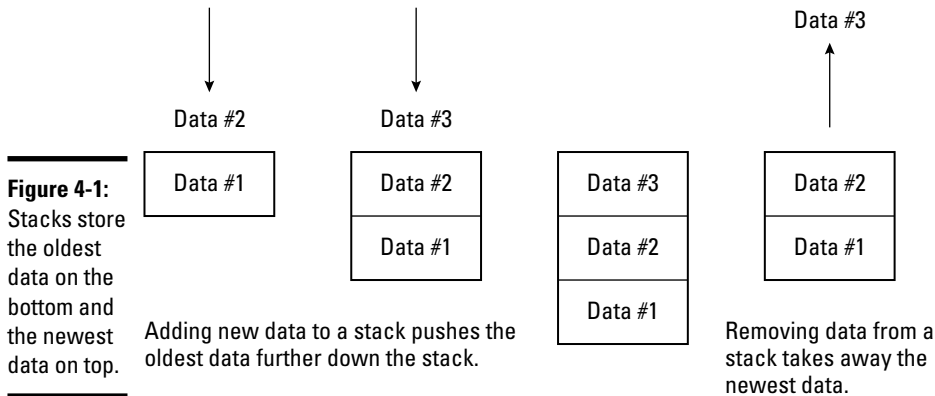 Data #3
Data #2
Data #3
Data #1
Data #2
Data #1
Data #3
Data #2
Data #1
Data #2
Data #1
Figure 4-1:
Stacks store
the oldest
data on the
bottom and
the newest
data on top.
Adding new data to a stack pushes the
oldest data further down the stack.
Removing data from a
stack takes away the
newest data.